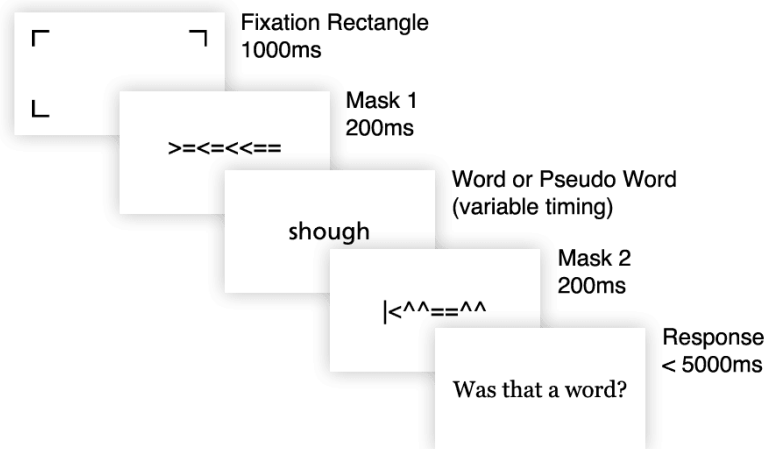 Fixation Rectangle
1000ms
Mask 1
200ms
>=<=<<==
Word or Pseudo Word
(variable timing)
shough
Mask 2
200ms
|<^^==^^
Response
< 5000ms
Was that a word?